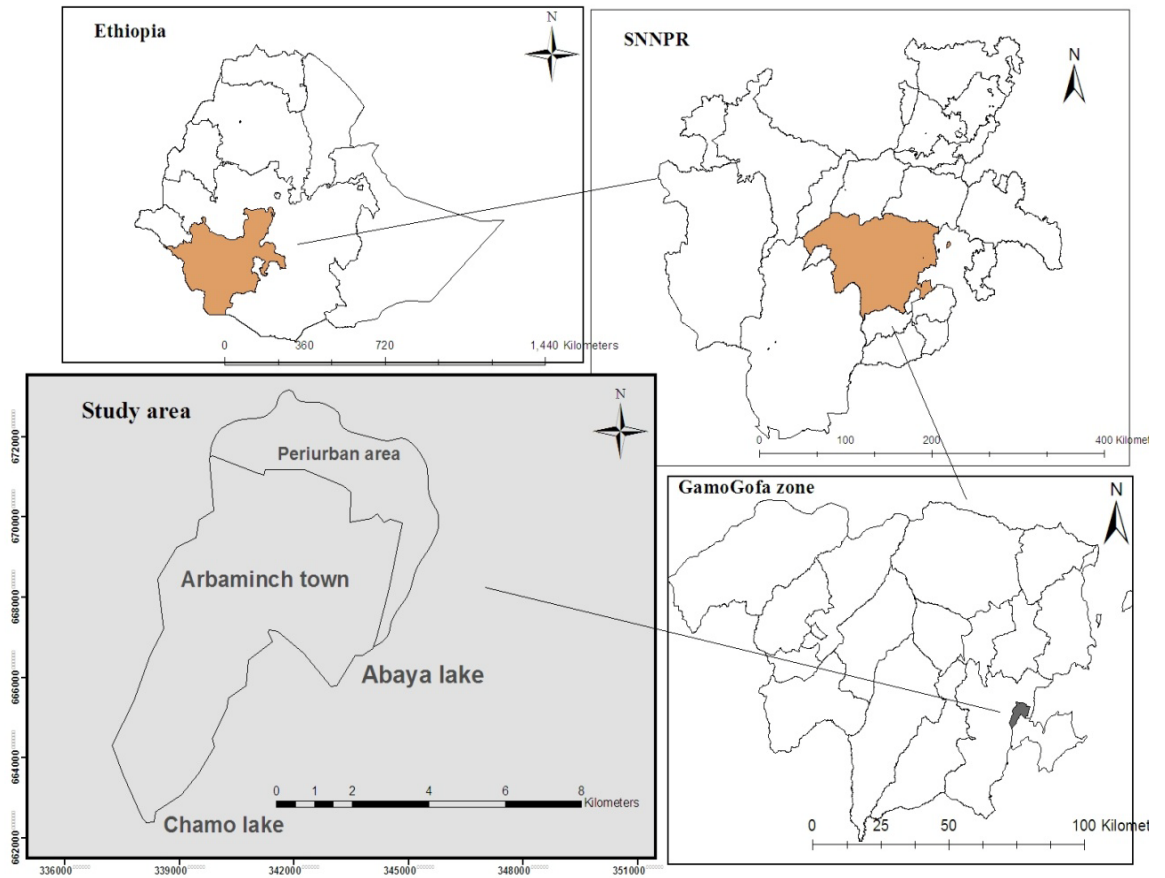 Ethiopia
N
0 360 720 1,440 Kilometers
SNNPR
N
0 100 200 400 Kilomet
Study area
N
Periurban area
Arbaminch town
Abaya lake
Chamo lake
0 1 2 4 6 8
Kilometers
672000
670000
668000
666000
664000
662000
336000 339000 342000 345000 348000 351000
GamoGofa zone
N
0 25 50 100 Kilomet